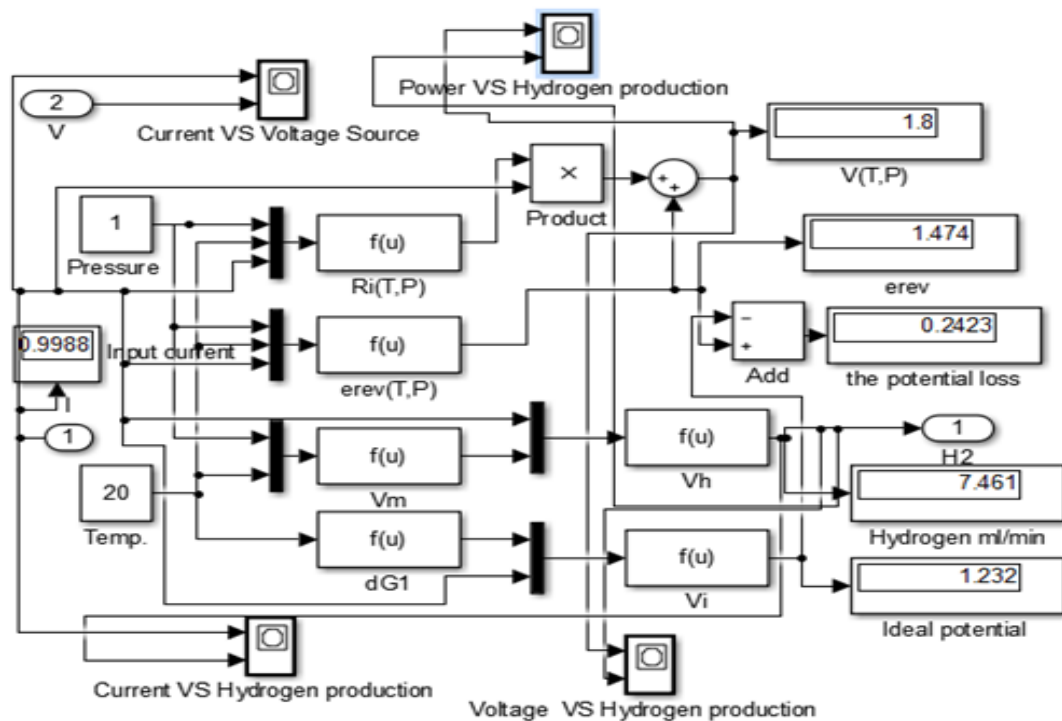 Power VS Hydrogen production
2
V
Current VS Voltage Source
1.8
V(T,P)
×
Product
+
+
1
Pressure
f(u)
Ri(T,P)
1.474
erev
0.9988
Input current
f(u)
erev(T,P)
−
+
Add
0.2423
the potential loss
I
1
f(u)
Vm
f(u)
Vh
1
H2
7.461
Hydrogen ml/min
20
Temp.
f(u)
dG1
f(u)
Vi
1.232
Ideal potential
Current VS Hydrogen production
Voltage VS Hydrogen production